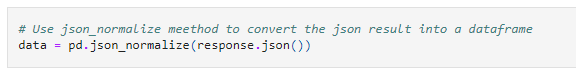 # Use json_normalize meethod to convert the json result into a dataframe
data = pd.json_normalize(response.json())